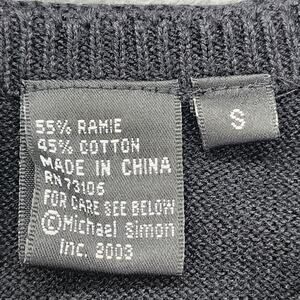 55% RAMIE
45% COTTON
MADE IN CHINA
RN73106
FOR CARE SEE BELOW
©Michael Simon
Inc. 2003
S